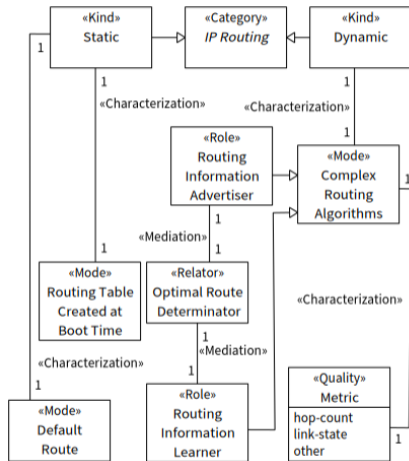 «Kind»
Static
«Category»
IP Routing
«Kind»
Dynamic
1
1
1
«Characterization»
«Characterization»
«Role»
Routing
Information
Advertiser
1
«Mode»
Complex
Routing
Algorithms
1
1
«Mediation»
1
1
«Mode»
Routing Table
Created at
Boot Time
«Relator»
Optimal Route
Determinator
«Characterization»
1
«Mediation»
«Characterization»
1
1
«Mode»
Default
Route
«Role»
Routing
Information
Learner
«Quality»
Metric
hop-count
link-state
other
1